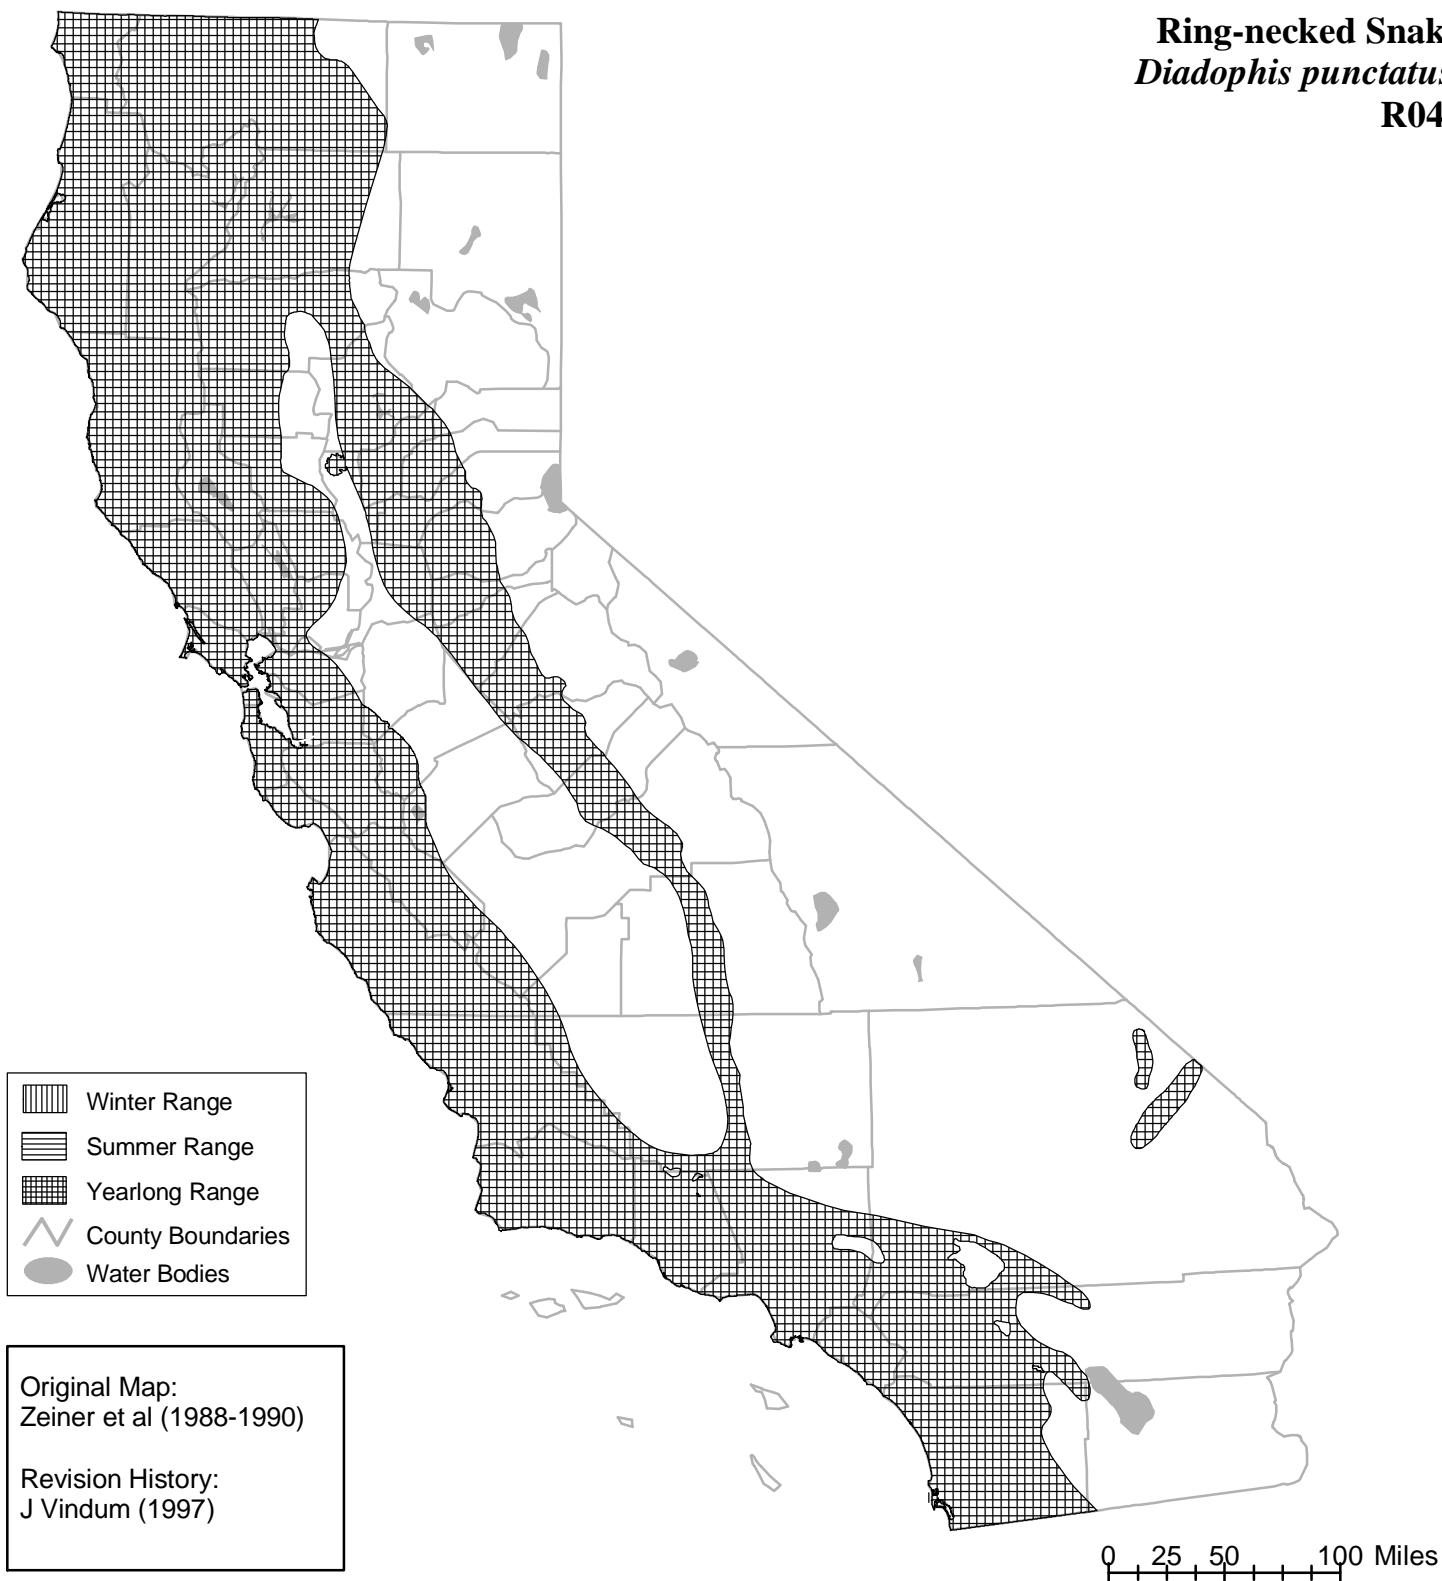 Ring-necked Snak
Diadophis punctatus
R04
Winter Range
Summer Range
Yearlong Range
County Boundaries
Water Bodies
Original Map:
Zeiner et al (1988-1990)
Revision History:
J Vindum (1997)
0 25 50 100 Miles